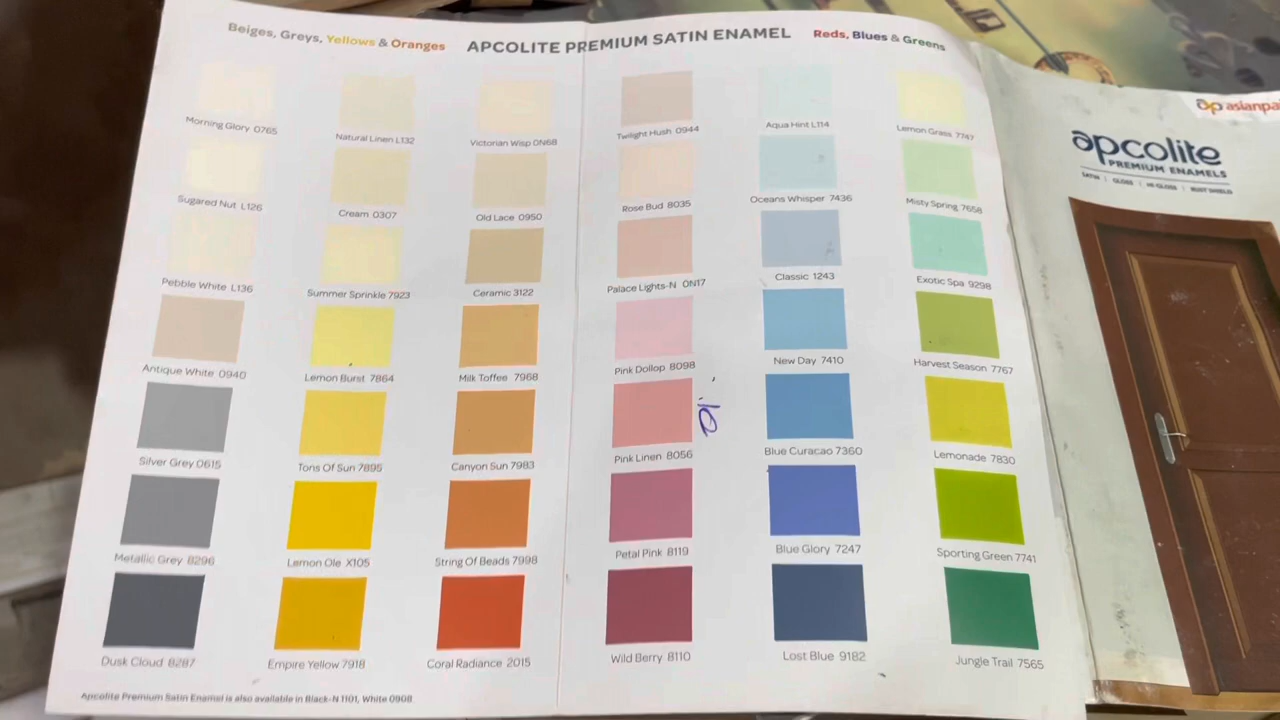 Beiges, Greys, Yellows & Oranges
APCOLITE PREMIUM SATIN ENAMEL
Reds, Blues & Greens
Morning Glory 0765
Natural Linen L132
Victorian Wisp 0N68
Twilight Hush 0944
Aqua Hint L114
Lemon Grass 7747
Sugared Nut L126
Cream 0307
Old Lace 0950
Rose Bud 8035
Oceans Whisper 7436
Misty Spring 7658
Pebble White L136
Summer Sprinkle 7923
Ceramic 3122
Palace Lights-N 0N17
Classic 1243
Exotic Spa 9298
Antique White 0940
Lemon Burst 7864
Milk Toffee 7968
Pink Dollop 8098
New Day 7410
Harvest Season 7767
Silver Grey 0615
Tons Of Sun 7895
Canyon Sun 7983
Pink Linen 8056
Blue Curacao 7360
Lemonade 7830
Metallic Grey 8296
Lemon Ole X105
String Of Beads 7998
Petal Pink 8119
Blue Glory 7247
Sporting Green 7741
Dusk Cloud 8287
Empire Yellow 7918
Coral Radiance 2015
Wild Berry 8110
Lost Blue 9182
Jungle Trail 7565
Apcolite Premium Satin Enamel is also available in Black-N 1101, White 0908
asianpai
apcolite
PREMIUM ENAMELS
SATIN | GLOSS | HI-GLOSS | RUST SHIELD